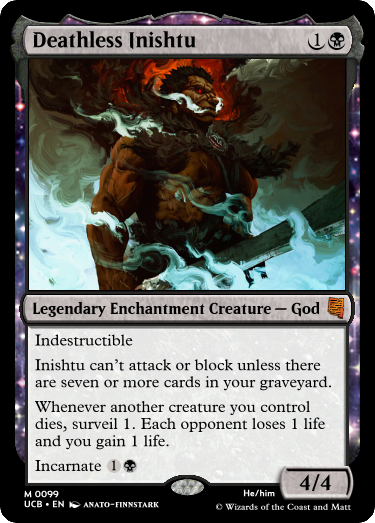 Deathless Inishtu 1
Legendary Enchantment Creature — God
Indestructible
Inishtu can't attack or block unless there
are seven or more cards in your graveyard.
Whenever another creature you control
dies, surveil 1. Each opponent loses 1 life
and you gain 1 life.
Incarnate 1
4/4
M 0099
He/him
UCB • EN ANATO-FINNSTARK
© Wizards of the Coast and Matt